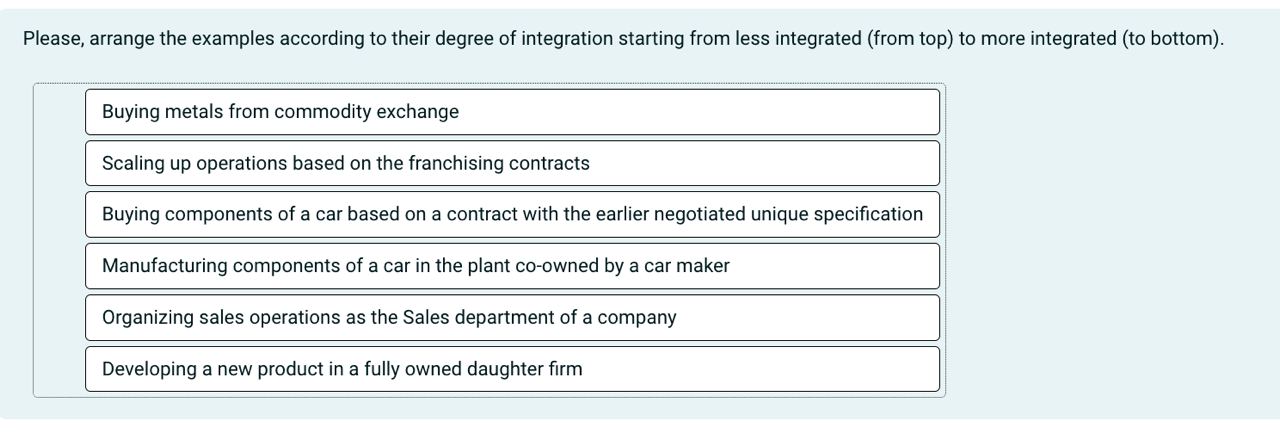 Please, arrange the examples according to their degree of integration starting from less integrated (from top) to more integrated (to bottom).
Buying metals from commodity exchange
Scaling up operations based on the franchising contracts
Buying components of a car based on a contract with the earlier negotiated unique specification
Manufacturing components of a car in the plant co-owned by a car maker
Organizing sales operations as the Sales department of a company
Developing a new product in a fully owned daughter firm